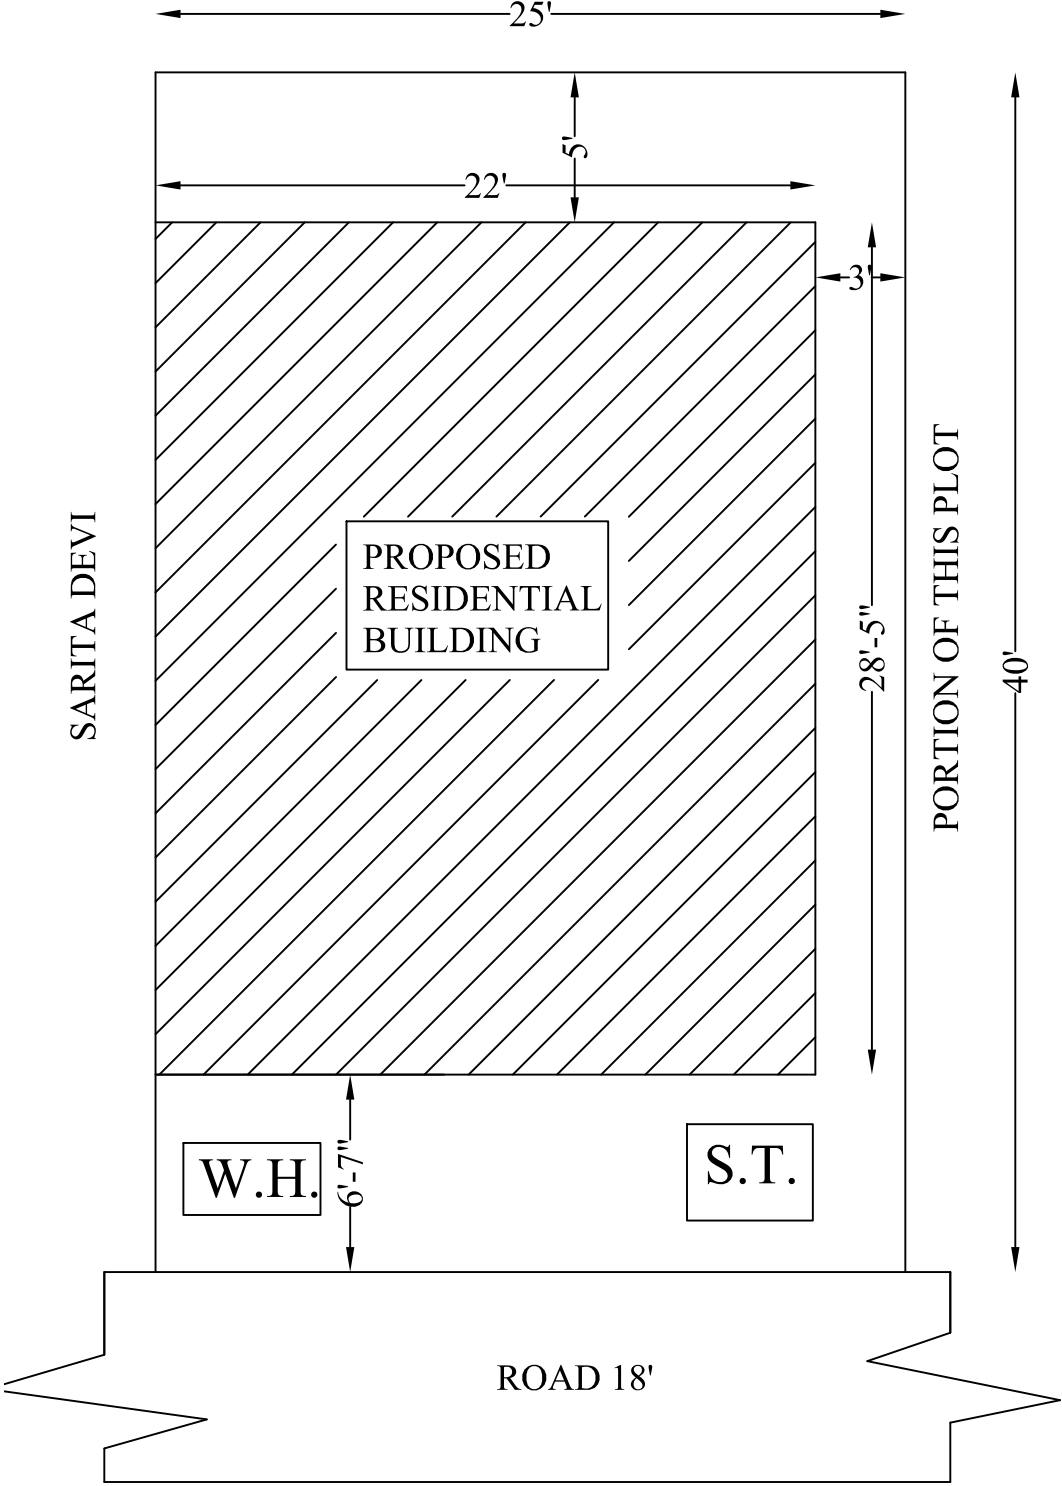 25'
5'
22'
3'
PROPOSED
RESIDENTIAL
BUILDING
28'-5"
SARITA DEVI
PORTION OF THIS PLOT
40'
W.H.
6'-7"
S.T.
ROAD 18'